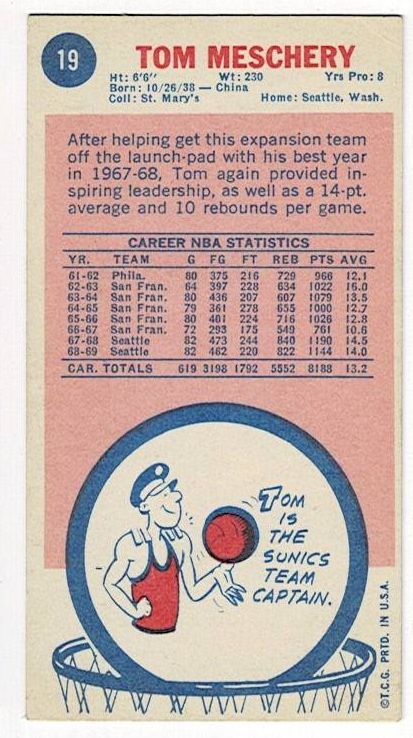 19
TOM MESCHERY
Ht: 6'6" Wt: 230 Yrs Pro: 8
Born: 10/26/38 — China
Coll: St. Mary's Home: Seattle, Wash.
After helping get this expansion team
off the launch-pad with his best year
in 1967-68, Tom again provided in-
spiring leadership, as well as a 14-pt.
average and 10 rebounds per game.
CAREER NBA STATISTICS
YR. TEAM G FG FT REB PTS AVG
61-62 Phila. 80 375 216 729 966 12.1
62-63 San Fran. 64 397 228 634 1022 16.0
63-64 San Fran. 80 436 207 607 1079 13.5
64-65 San Fran. 79 361 278 655 1000 12.7
65-66 San Fran. 80 401 224 716 1026 12.8
66-67 San Fran. 72 293 175 549 761 10.6
67-68 Seattle 82 473 244 840 1190 14.5
68-69 Seattle 82 462 220 822 1144 14.0
CAR. TOTALS 619 3198 1792 5552 8188 13.2
TOM
IS
THE
SONICS
TEAM
CAPTAIN.
©T.C.G. PRTD. IN U.S.A.